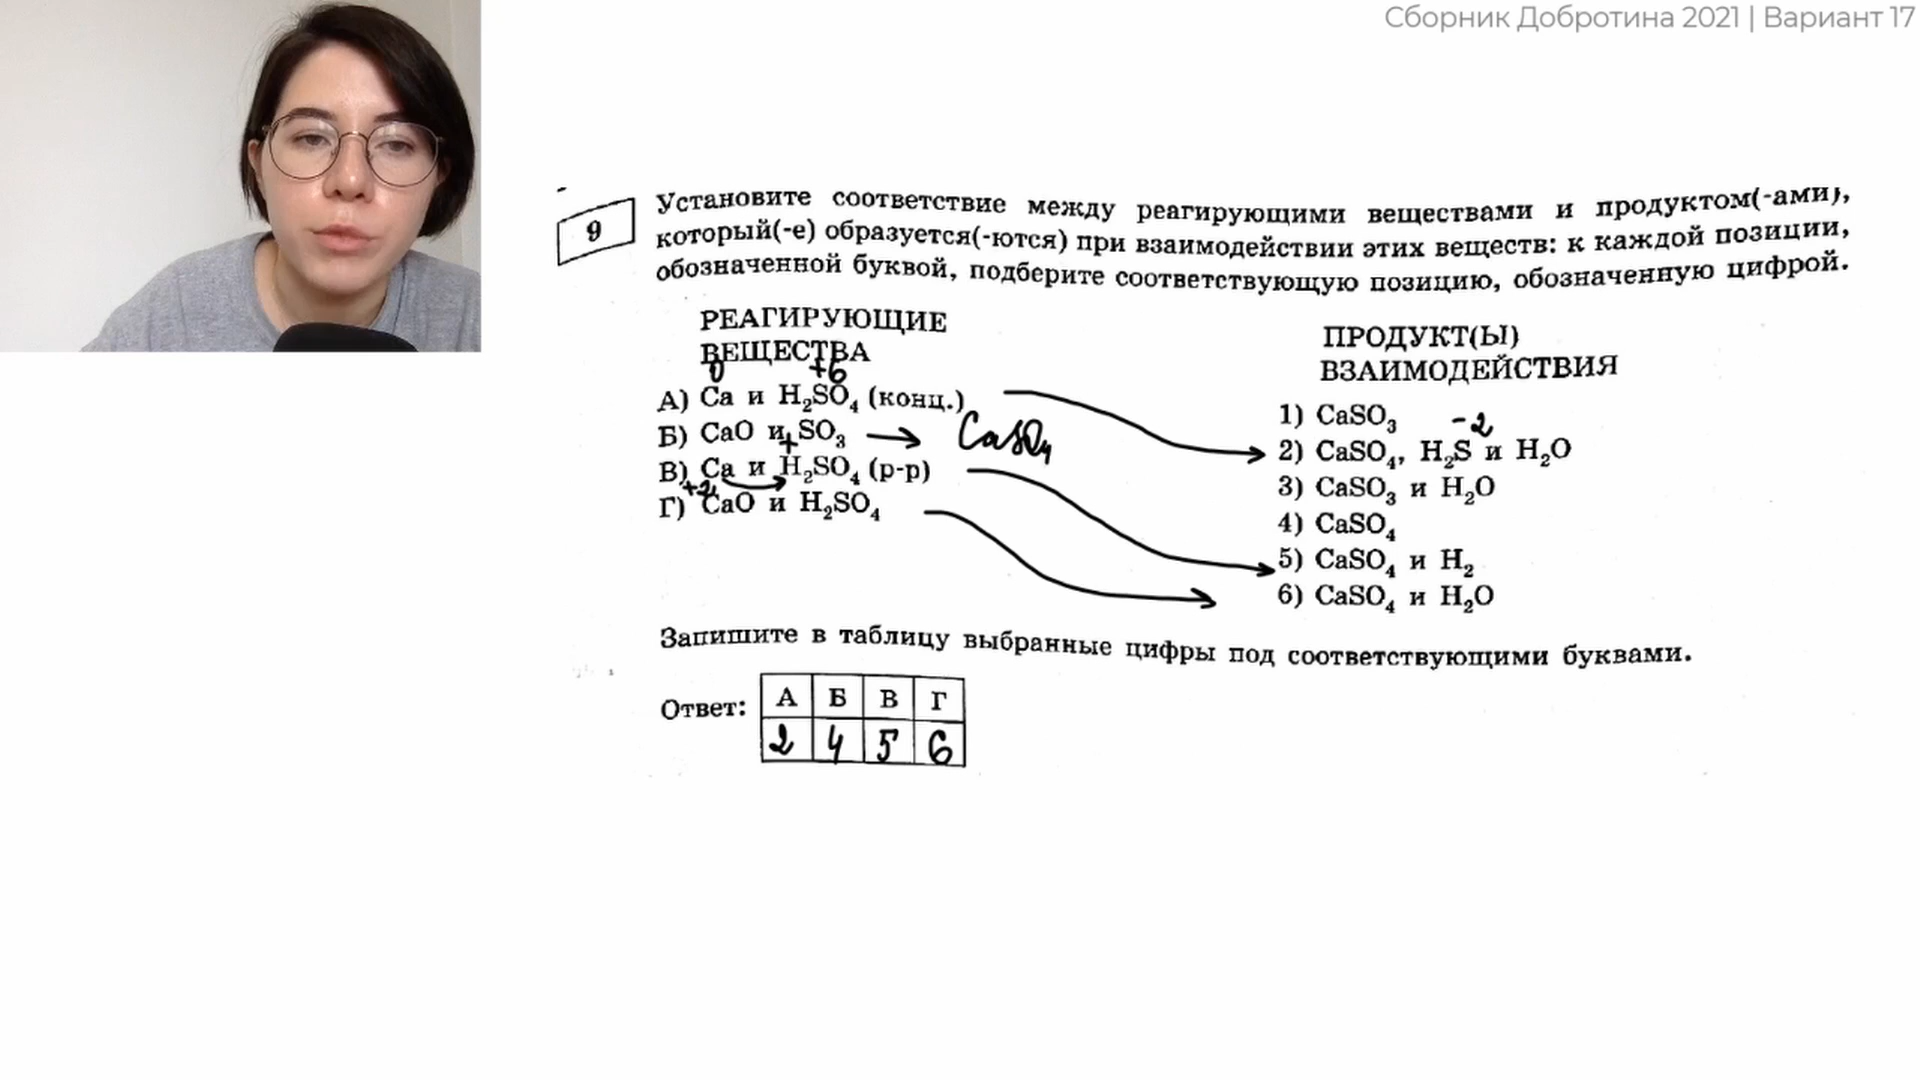 Сборник Добротина 2021 | Вариант 17
9
Установите соответствие между реагирующими веществами и продуктом(-ами),
который(-е) образуется(-ются) при взаимодействии этих веществ: к каждой позиции,
обозначенной буквой, подберите соответствующую позицию, обозначенную цифрой.
РЕАГИРУЮЩИЕ
ВЕЩЕСТВА
0 +6
А) Ca и H₂SO₄ (конц.)
Б) CaO и SO₃ → CaSO₄
+
В) Ca и H₂SO₄ (р-р)
+2
Г) CaO и H₂SO₄
ПРОДУКТ(Ы)
ВЗАИМОДЕЙСТВИЯ
1) CaSO₃
-2
2) CaSO₄, H₂S и H₂O
3) CaSO₃ и H₂O
4) CaSO₄
5) CaSO₄ и H₂
6) CaSO₄ и H₂O
Запишите в таблицу выбранные цифры под соответствующими буквами.
Ответ:
А Б В Г
2 4 5 6